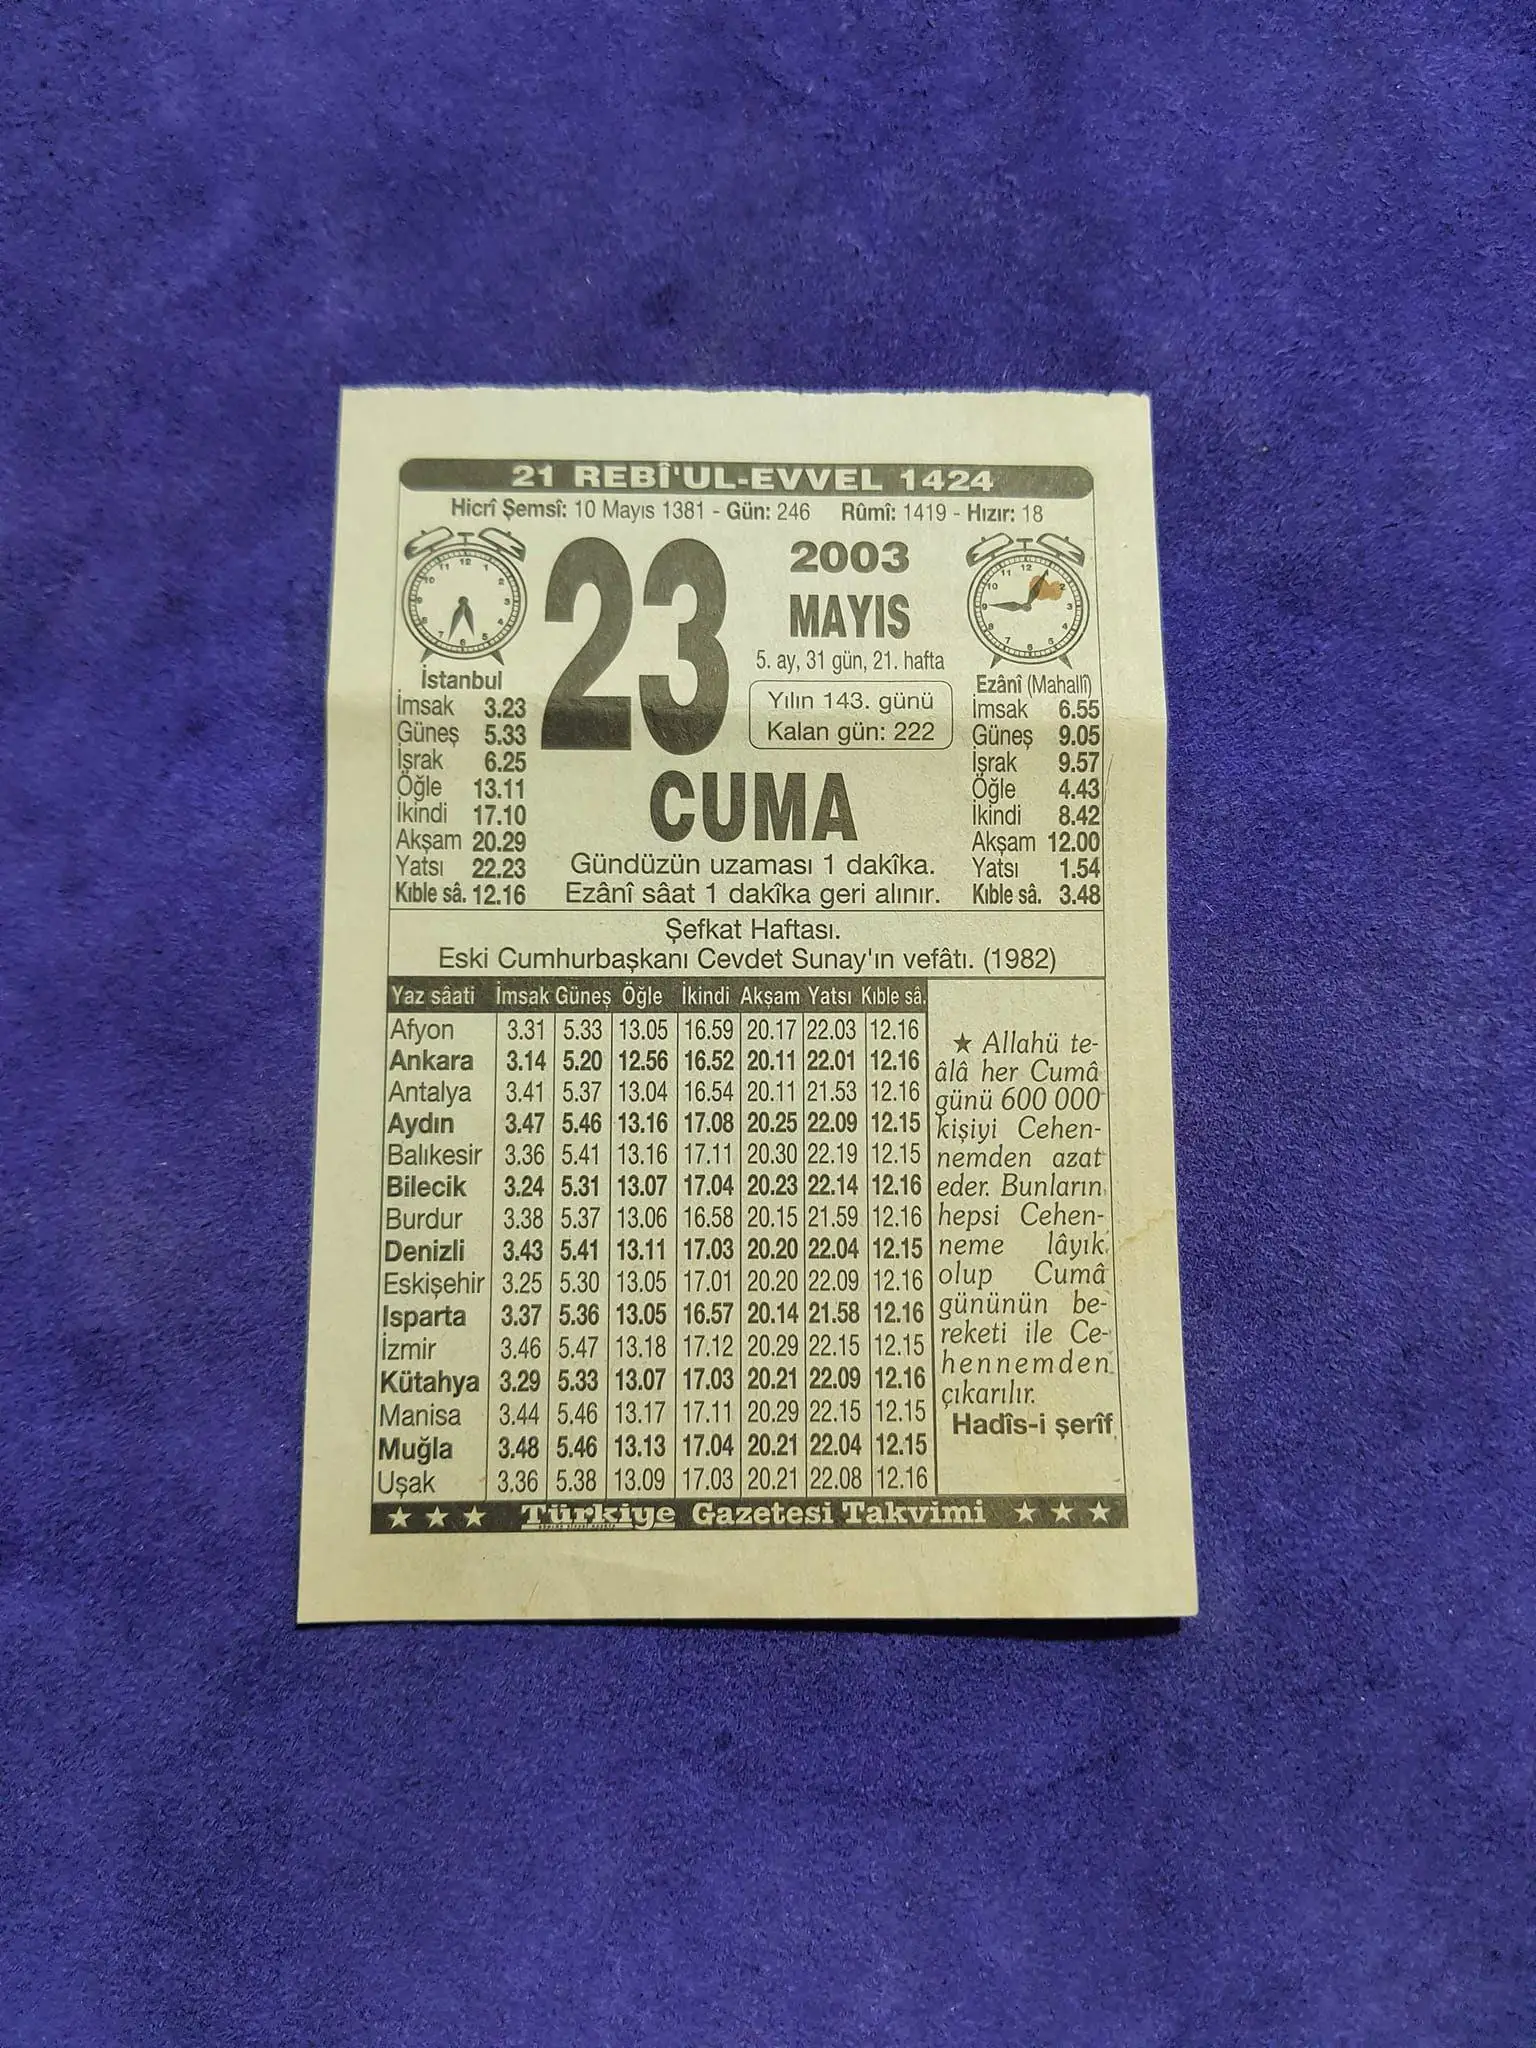 21 REBÎ'UL-EVVEL 1424
Hicrî Şemsî: 10 Mayıs 1381 - Gün: 246 Rûmî: 1419 - Hızır: 18
23
2003
MAYIS
5. ay, 31 gün, 21. hafta
Yılın 143. günü
Kalan gün: 222
CUMA
Gündüzün uzaması 1 dakîka.
Ezânî sâat 1 dakîka geri alınır.
İstanbul
İmsak 3.23
Güneş 5.33
İşrak 6.25
Öğle 13.11
İkindi 17.10
Akşam 20.29
Yatsı 22.23
Kıble sâ. 12.16
Ezânî (Mahallî)
İmsak 6.55
Güneş 9.05
İşrak 9.57
Öğle 4.43
İkindi 8.42
Akşam 12.00
Yatsı 1.54
Kıble sâ. 3.48
Şefkat Haftası.
Eski Cumhurbaşkanı Cevdet Sunay'ın vefâtı. (1982)
Yaz sâati İmsak Güneş Öğle İkindi Akşam Yatsı Kıble sâ.
Afyon 3.31 5.33 13.05 16.59 20.17 22.03 12.16
Ankara 3.14 5.20 12.56 16.52 20.11 22.01 12.16
Antalya 3.41 5.37 13.04 16.54 20.11 21.53 12.16
Aydın 3.47 5.46 13.16 17.08 20.25 22.09 12.15
Balıkesir 3.36 5.41 13.16 17.11 20.30 22.19 12.15
Bilecik 3.24 5.31 13.07 17.04 20.23 22.14 12.16
Burdur 3.38 5.37 13.06 16.58 20.15 21.59 12.16
Denizli 3.43 5.41 13.11 17.03 20.20 22.04 12.15
Eskişehir 3.25 5.30 13.05 17.01 20.20 22.09 12.16
Isparta 3.37 5.36 13.05 16.57 20.14 21.58 12.16
İzmir 3.46 5.47 13.18 17.12 20.29 22.15 12.15
Kütahya 3.29 5.33 13.07 17.03 20.21 22.09 12.16
Manisa 3.44 5.46 13.17 17.11 20.29 22.15 12.15
Muğla 3.48 5.46 13.13 17.04 20.21 22.04 12.15
Uşak 3.36 5.38 13.09 17.03 20.21 22.08 12.16
★ Allahü te-
âlâ her Cumâ
günü 600 000
kişiyi Cehen-
nemden azat
eder. Bunların
hepsi Cehen-
neme lâyık
olup Cumâ
gününün be-
reketi ile Ce-
hennemden
çıkarılır.
Hadîs-i şerîf
★ ★ ★ Türkiye Gazetesi Takvimi ★ ★ ★